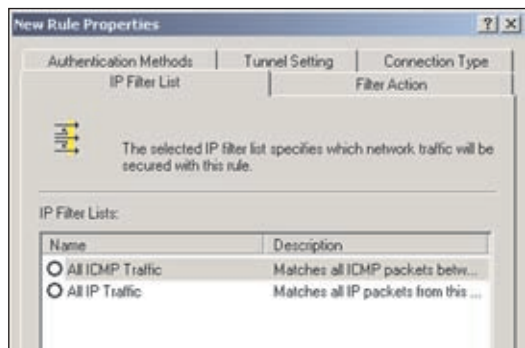 New Rule Properties
Authentication Methods | Tunnel Setting | Connection Type
IP Filter List | Filter Action
The selected IP filter list specifies which network traffic will be
secured with this rule.
IP Filter Lists:
Name Description
All ICMP Traffic Matches all ICMP packets betw...
All IP Traffic Matches all IP packets from this ...